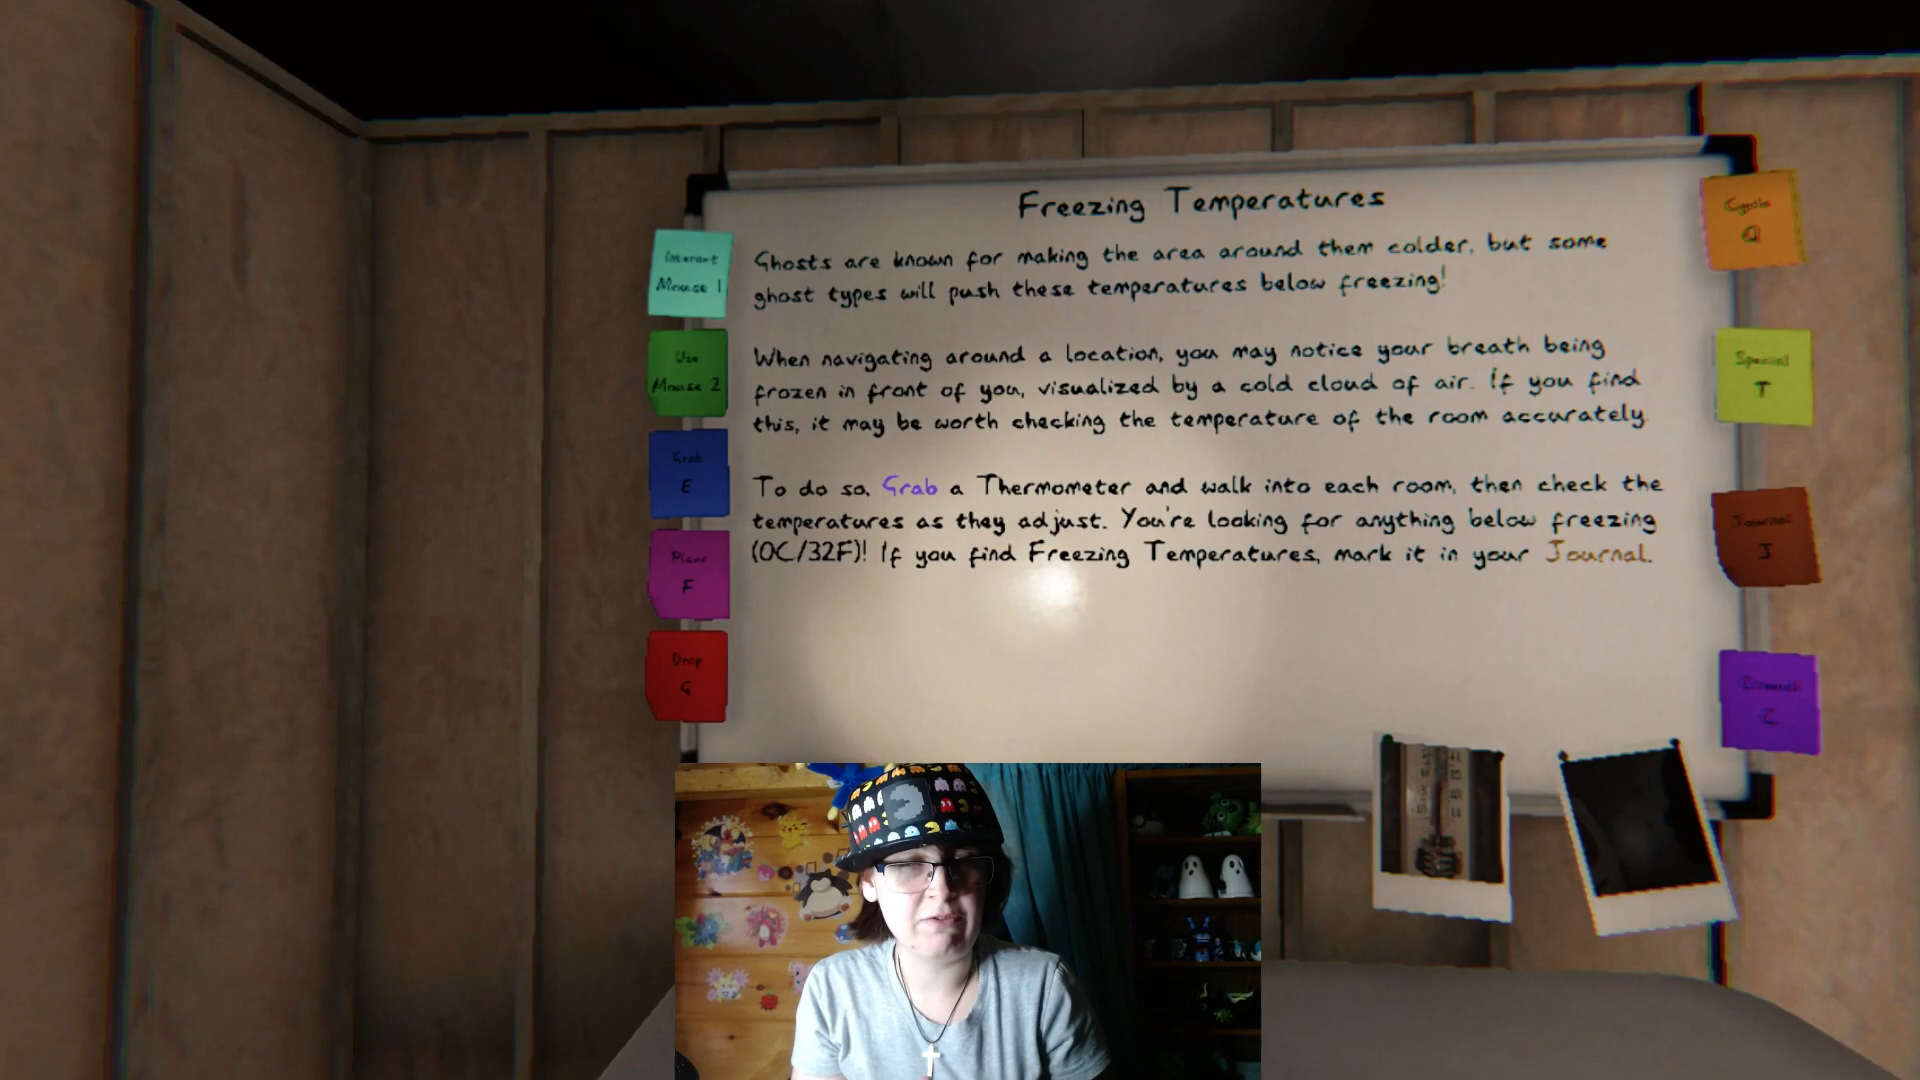 Freezing Temperatures
Ghosts are known for making the area around them colder, but some
ghost types will push these temperatures below freezing!
When navigating around a location, you may notice your breath being
frozen in front of you, visualized by a cold cloud of air. If you find
this, it may be worth checking the temperature of the room accurately.
To do so, Grab a Thermometer and walk into each room, then check the
temperatures as they adjust. You're looking for anything below freezing
(0C/32F)! If you find Freezing Temperatures, mark it in your Journal.
Interact
Mouse 1
Use
Mouse 2
Grab
E
Place
F
Drop
G
Q
Special
T
Journal
J
Crouch
C